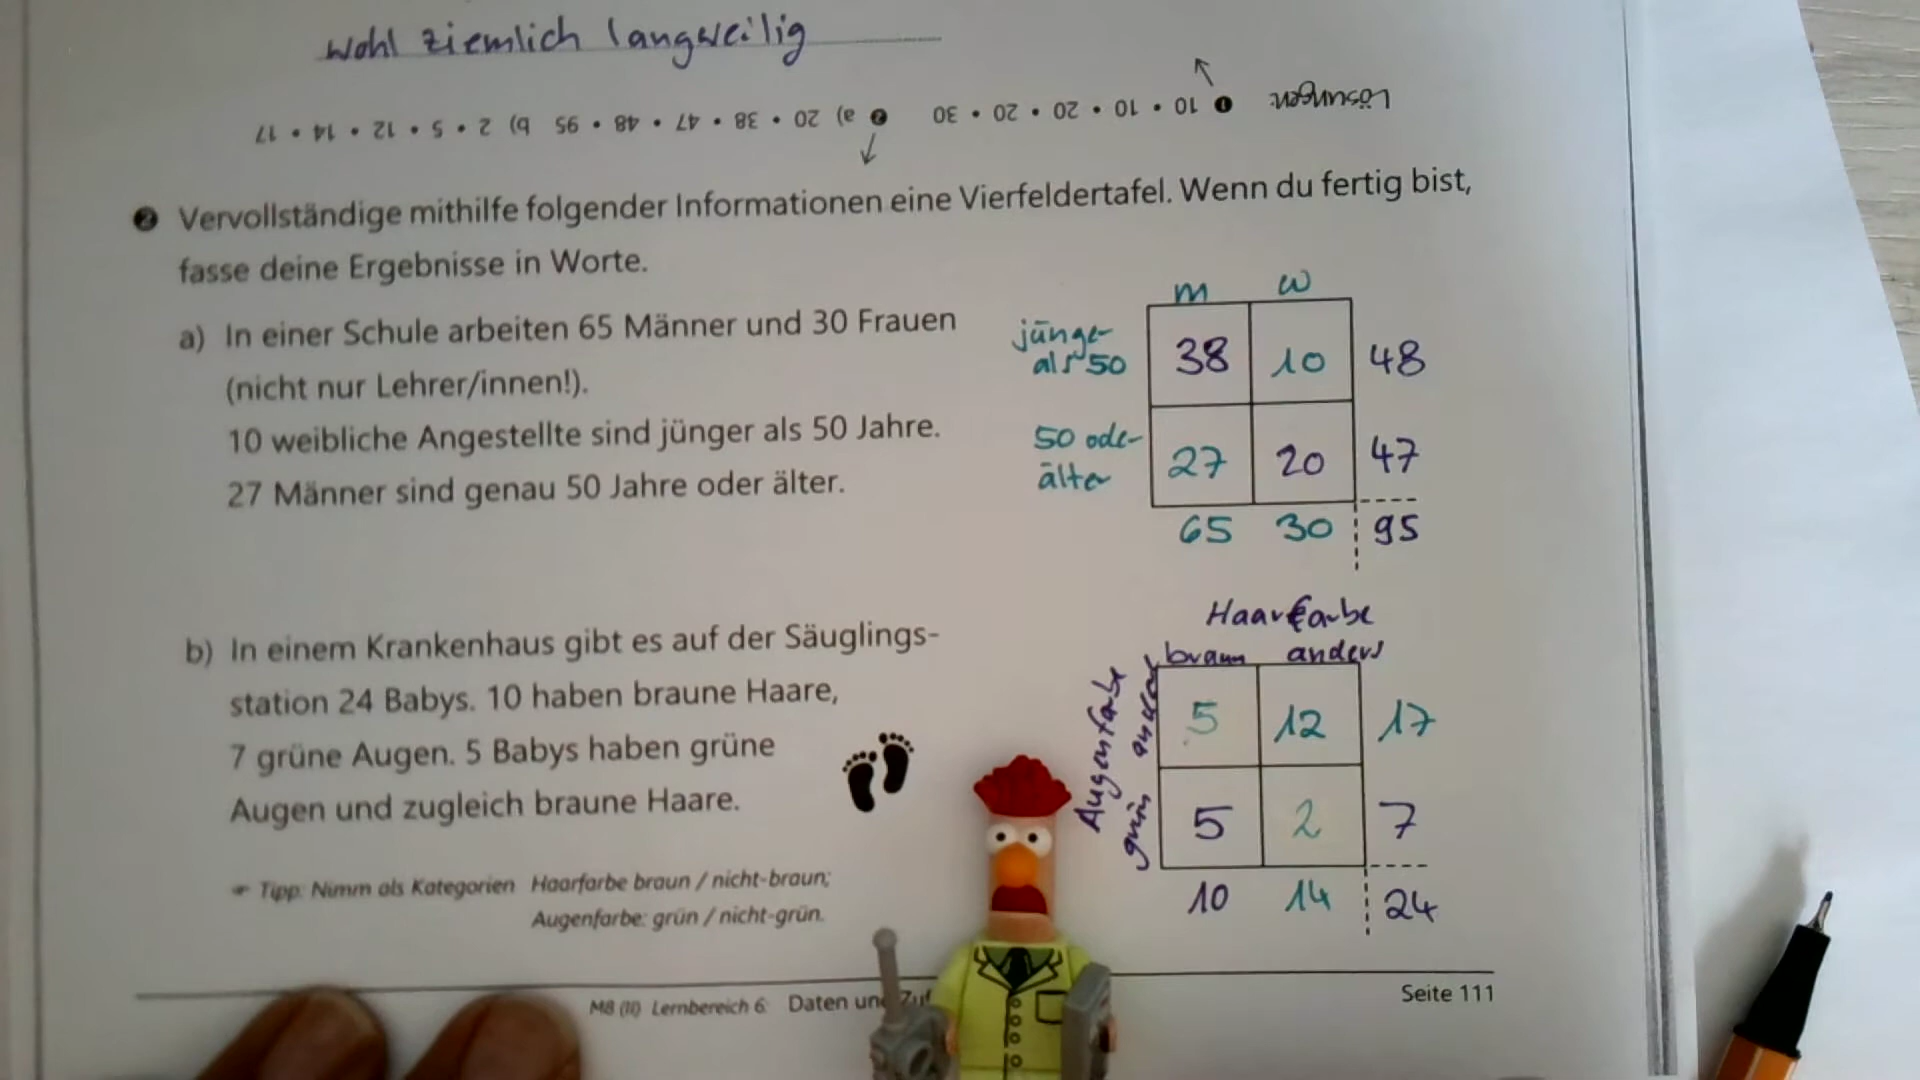 wohl ziemlich langweilig
Lösungen: ❶ 10 • 10 • 20 • 20 • 30 ❷ a) 20 • 38 • 47 • 48 • 95 b) 2 • 5 • 12 • 14 • 17
❷ Vervollständige mithilfe folgender Informationen eine Vierfeldertafel. Wenn du fertig bist,
fasse deine Ergebnisse in Worte.
a) In einer Schule arbeiten 65 Männer und 30 Frauen
(nicht nur Lehrer/innen!).
10 weibliche Angestellte sind jünger als 50 Jahre.
27 Männer sind genau 50 Jahre oder älter.
m w
jünger
als 50 38 10 48
50 oder
älter 27 20 47
65 30 95
b) In einem Krankenhaus gibt es auf der Säuglings-
station 24 Babys. 10 haben braune Haare,
7 grüne Augen. 5 Babys haben grüne
Augen und zugleich braune Haare.
☞ Tipp: Nimm als Kategorien Haarfarbe braun / nicht-braun;
Augenfarbe: grün / nicht-grün.
Haarfarbe
braun anders
Augenfarbe
grün anders
5 12 17
5 2 7
10 14 24
M8 (II) Lernbereich 6: Daten und
Seite 111